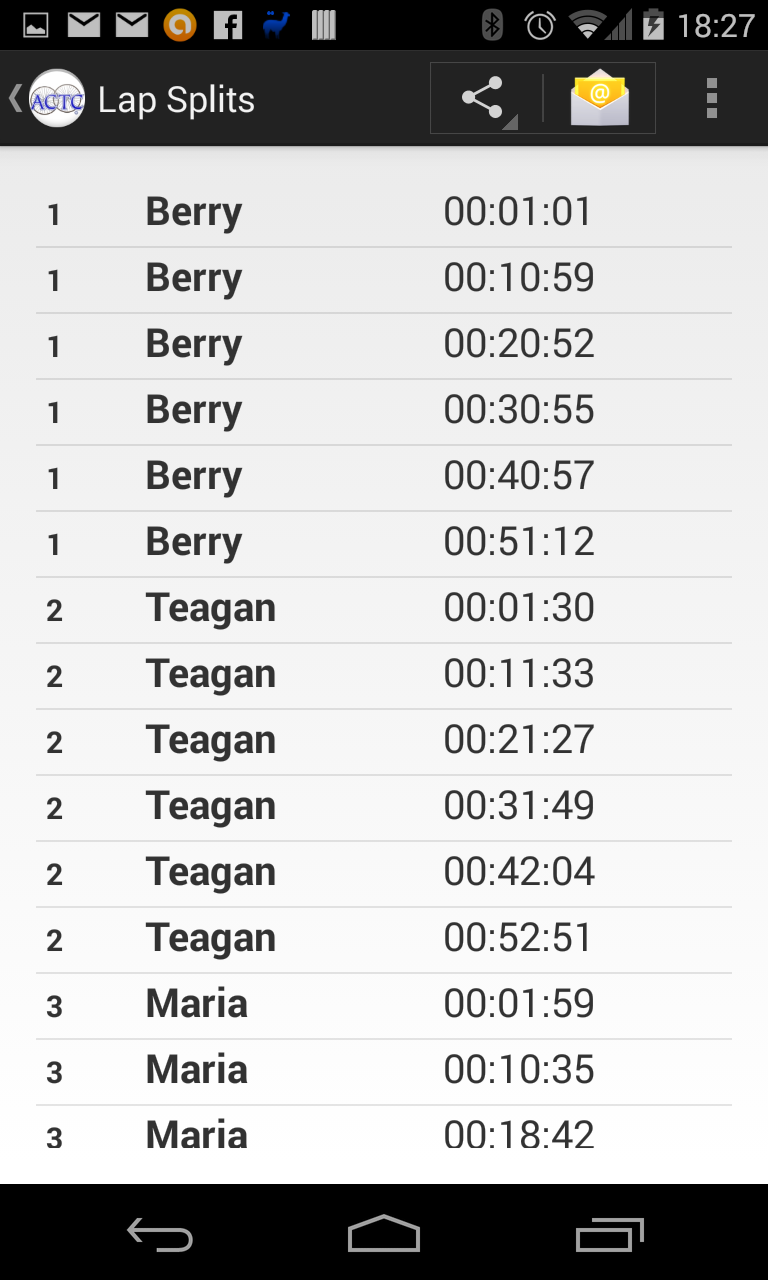 18:27
ACTC Lap Splits @
1 Berry 00:01:01
1 Berry 00:10:59
1 Berry 00:20:52
1 Berry 00:30:55
1 Berry 00:40:57
1 Berry 00:51:12
2 Teagan 00:01:30
2 Teagan 00:11:33
2 Teagan 00:21:27
2 Teagan 00:31:49
2 Teagan 00:42:04
2 Teagan 00:52:51
3 Maria 00:01:59
3 Maria 00:10:35
3 Maria 00:18:42